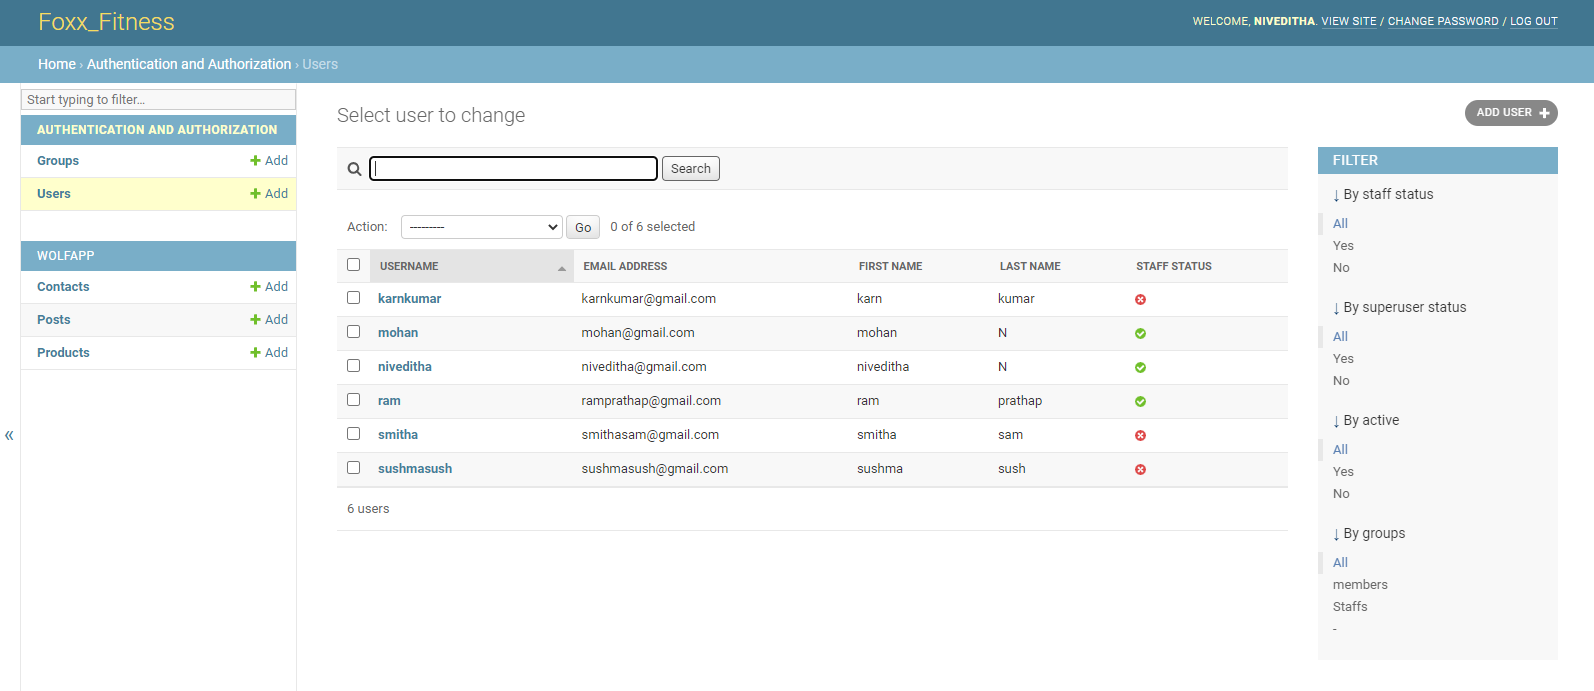 Foxx_Fitness
WELCOME, NIVEDITHA. VIEW SITE / CHANGE PASSWORD / LOG OUT
Home › Authentication and Authorization › Users
Start typing to filter...
AUTHENTICATION AND AUTHORIZATION
Groups + Add
Users + Add
WOLFAPP
Contacts + Add
Posts + Add
Products + Add
«
Select user to change
ADD USER +
Search
Action: --------- Go 0 of 6 selected
USERNAME EMAIL ADDRESS FIRST NAME LAST NAME STAFF STATUS
karnkumar karnkumar@gmail.com karn kumar
mohan mohan@gmail.com mohan N
niveditha niveditha@gmail.com niveditha N
ram ramprathap@gmail.com ram prathap
smitha smithasam@gmail.com smitha sam
sushmasush sushmasush@gmail.com sushma sush
6 users
FILTER
↓ By staff status
All
Yes
No
↓ By superuser status
All
Yes
No
↓ By active
All
Yes
No
↓ By groups
All
members
Staffs
-